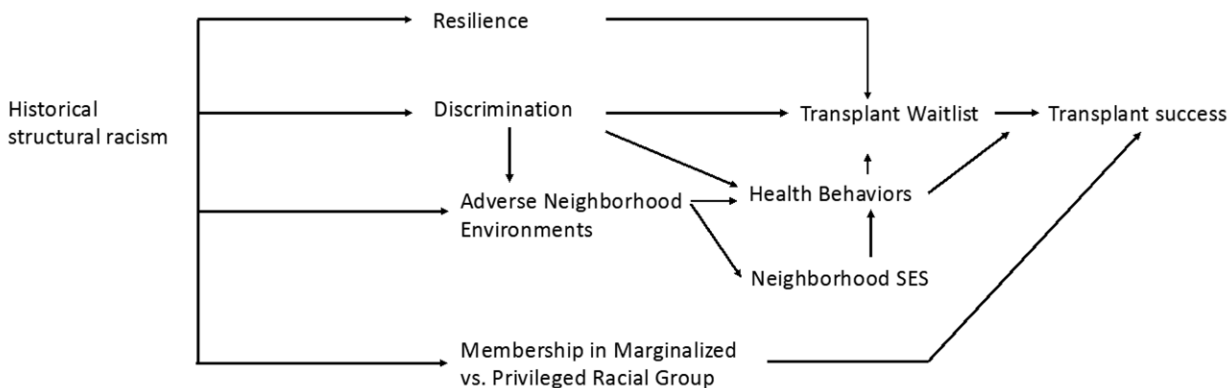 Resilience
Historical
structural racism
Discrimination
Transplant Waitlist
Transplant success
Adverse Neighborhood
Environments
Health Behaviors
Neighborhood SES
Membership in Marginalized
vs. Privileged Racial Group